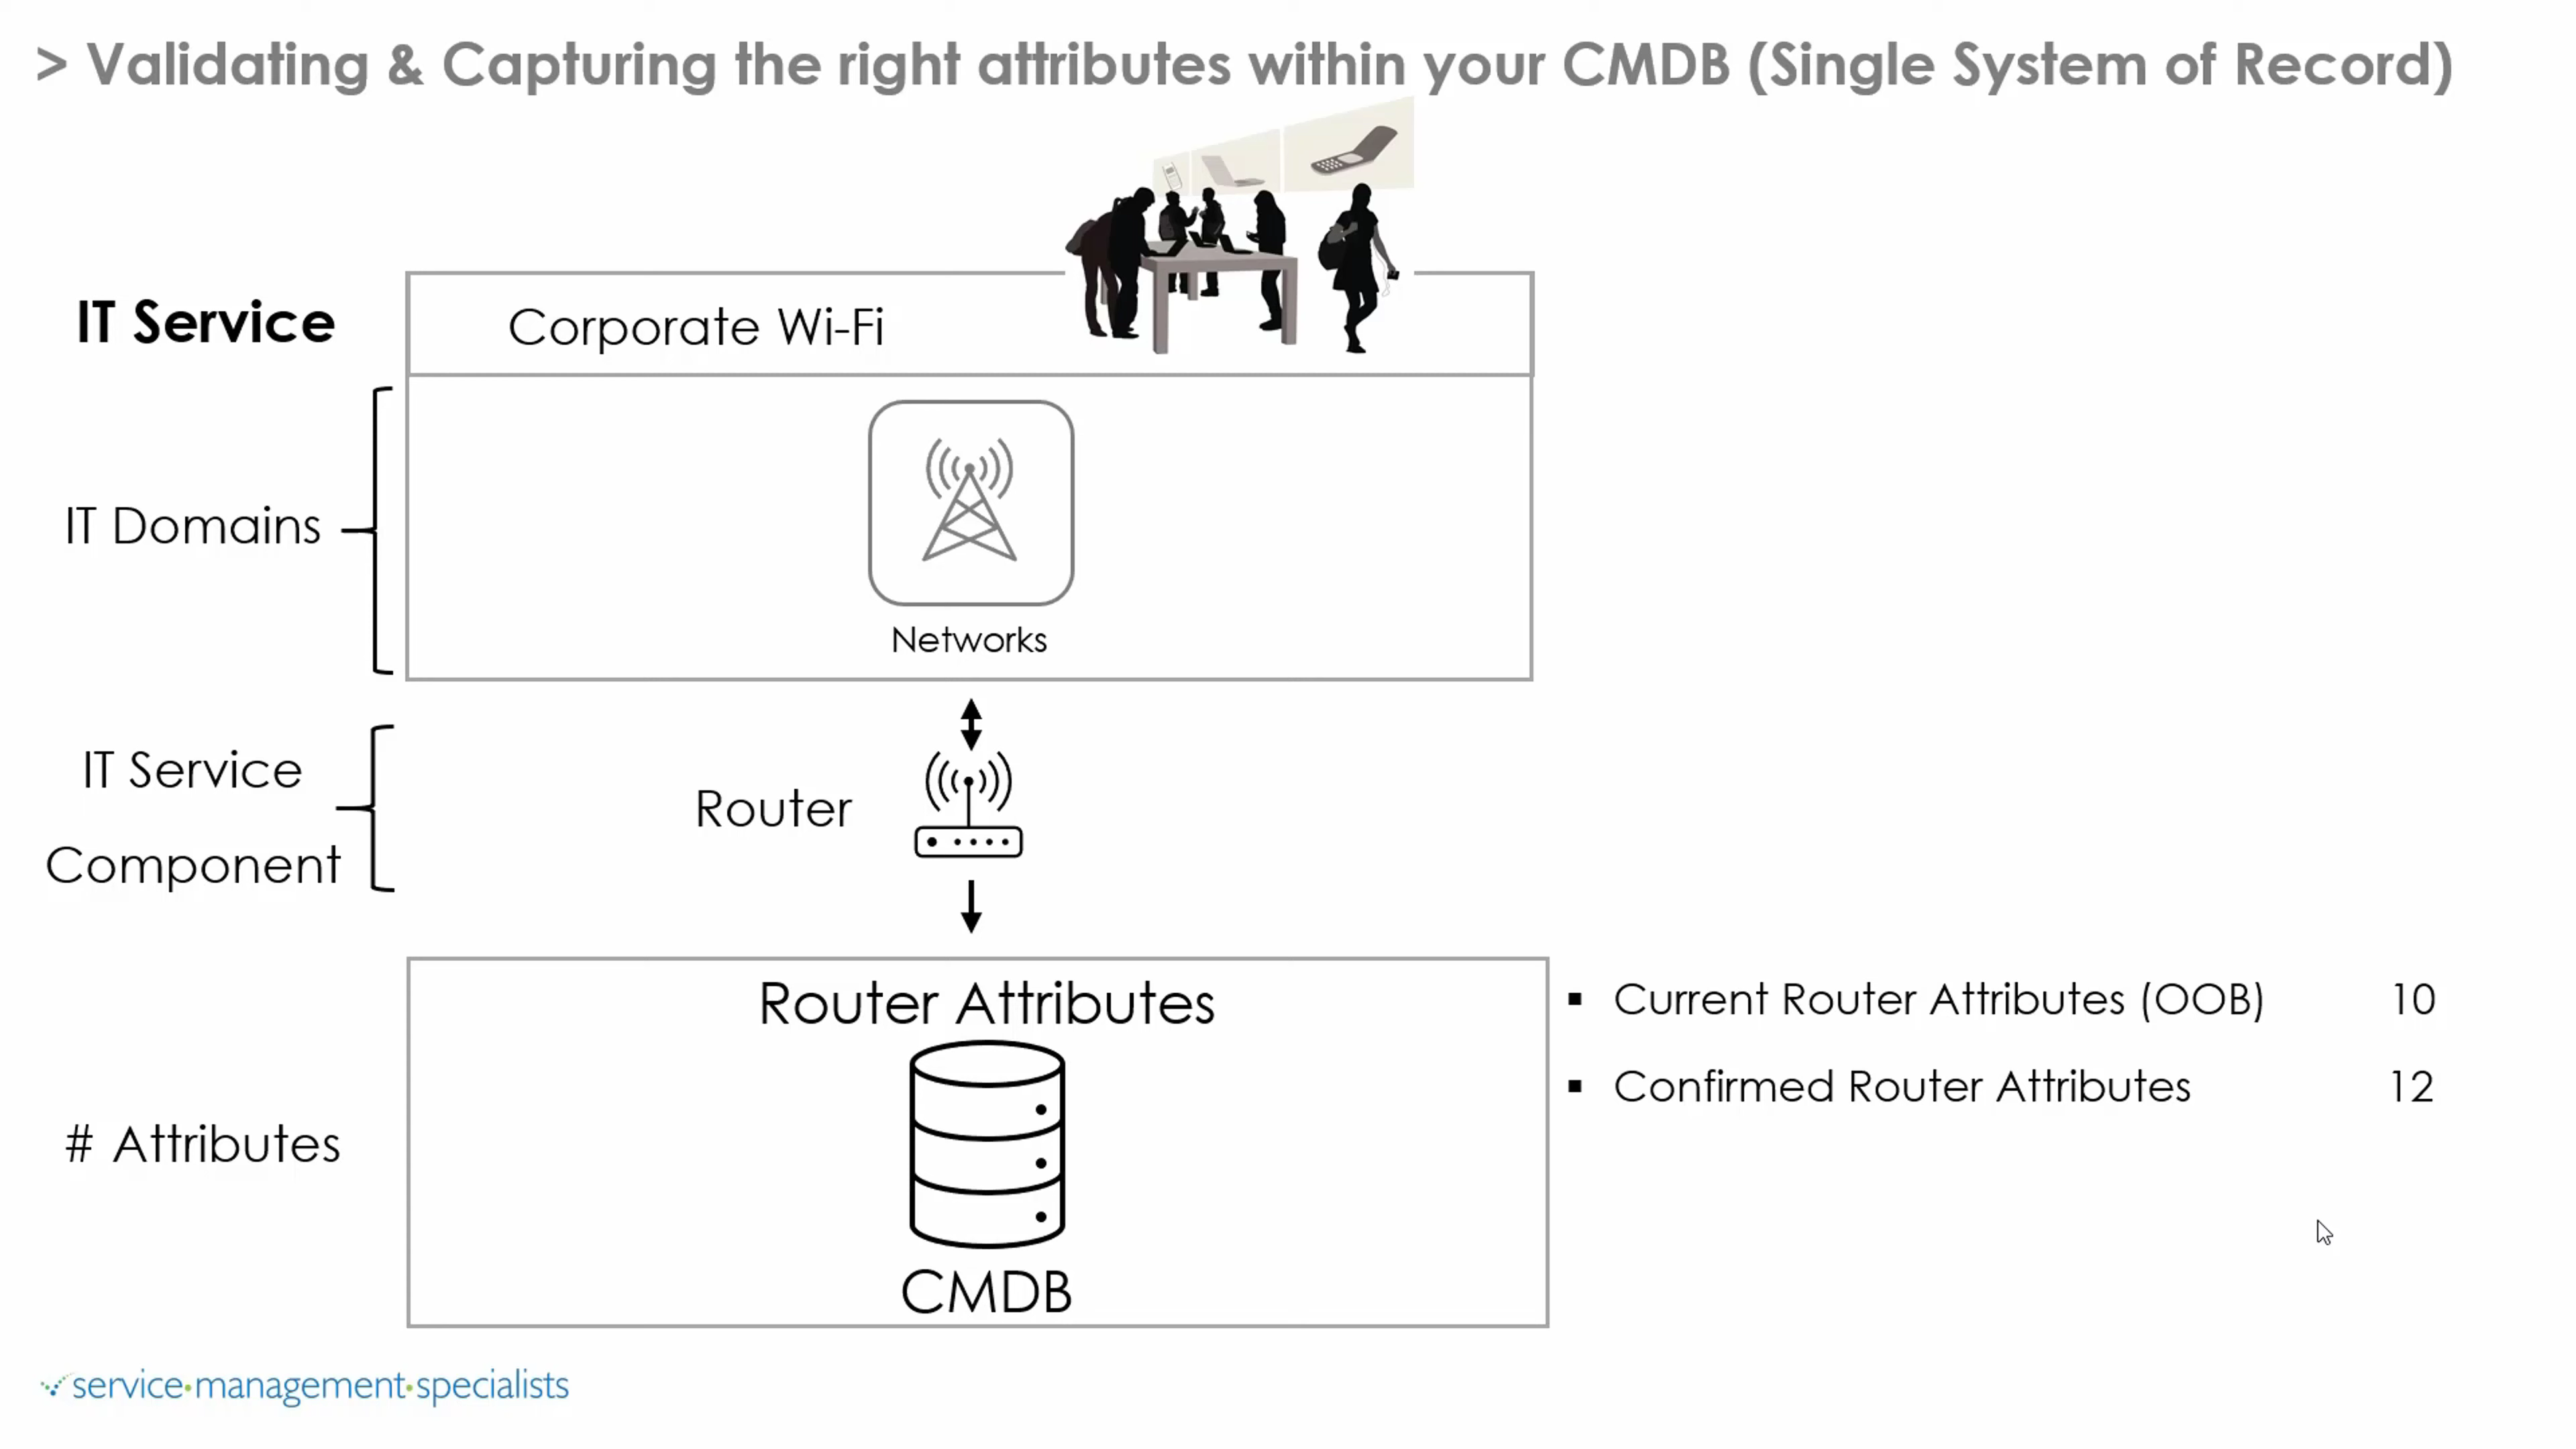 > Validating & Capturing the right attributes within your CMDB (Single System of Record)
IT Service
Corporate Wi-Fi
IT Domains
Networks
IT Service
Component
Router
Router Attributes
CMDB
# Attributes
▪ Current Router Attributes (OOB) 10
▪ Confirmed Router Attributes 12
service•management•specialists